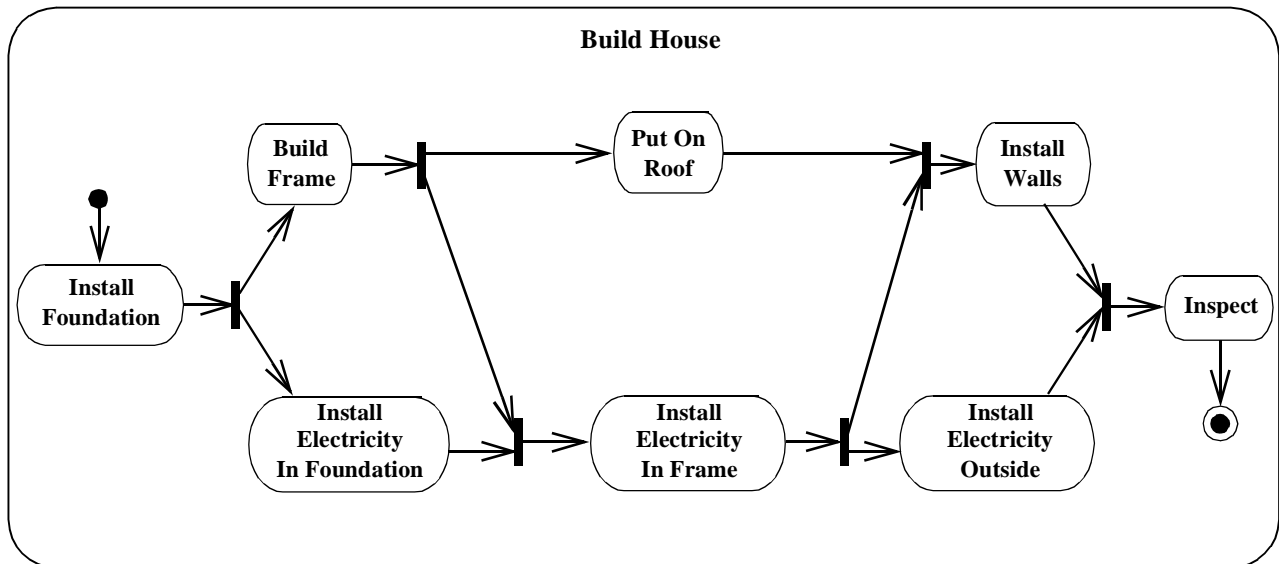 Build House
Build
Frame
Put On
Roof
Install
Walls
Install
Foundation
Inspect
Install
Electricity
In Foundation
Install
Electricity
In Frame
Install
Electricity
Outside